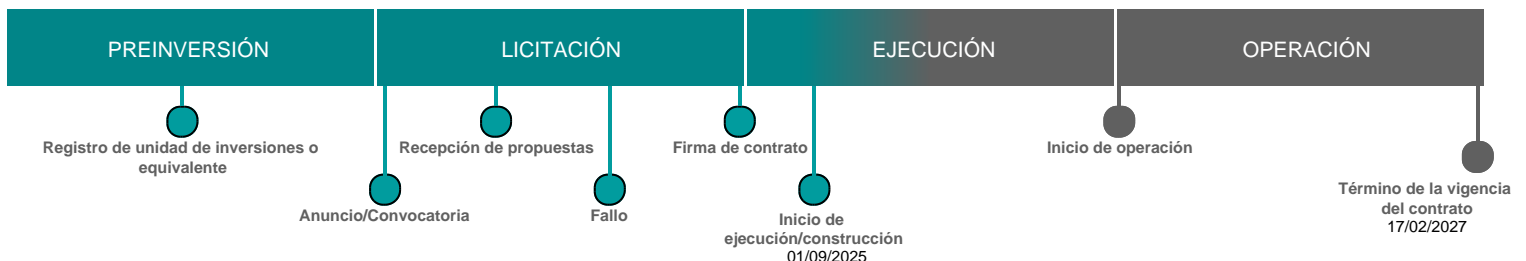 PREINVERSIÓN
LICITACIÓN
EJECUCIÓN
OPERACIÓN
Registro de unidad de inversiones o
equivalente
Anuncio/Convocatoria
Recepción de propuestas
Fallo
Firma de contrato
Inicio de
ejecución/construcción
01/09/2025
Inicio de operación
Término de la vigencia
del contrato
17/02/2027